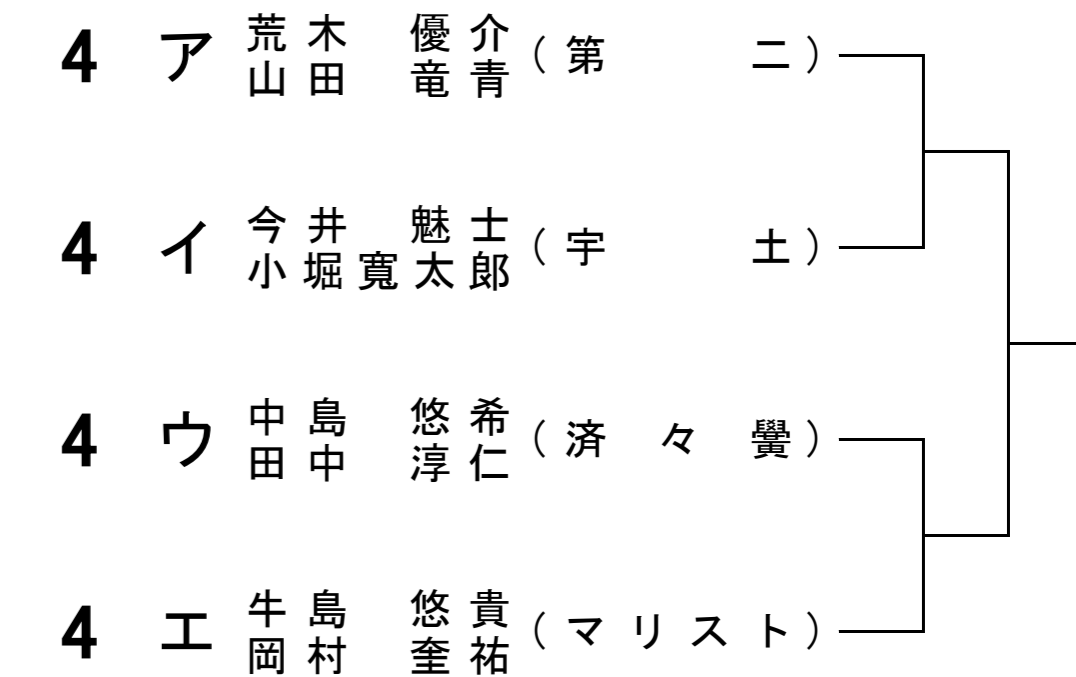 4 ア 荒木 優介 (第二)
山田 竜青
4 イ 今井 魅士 (宇土)
小堀寛太郎
4 ウ 中島 悠希 (済々黌)
田中 淳仁
4 エ 牛島 悠貴 (マリスト)
岡村 奎祐